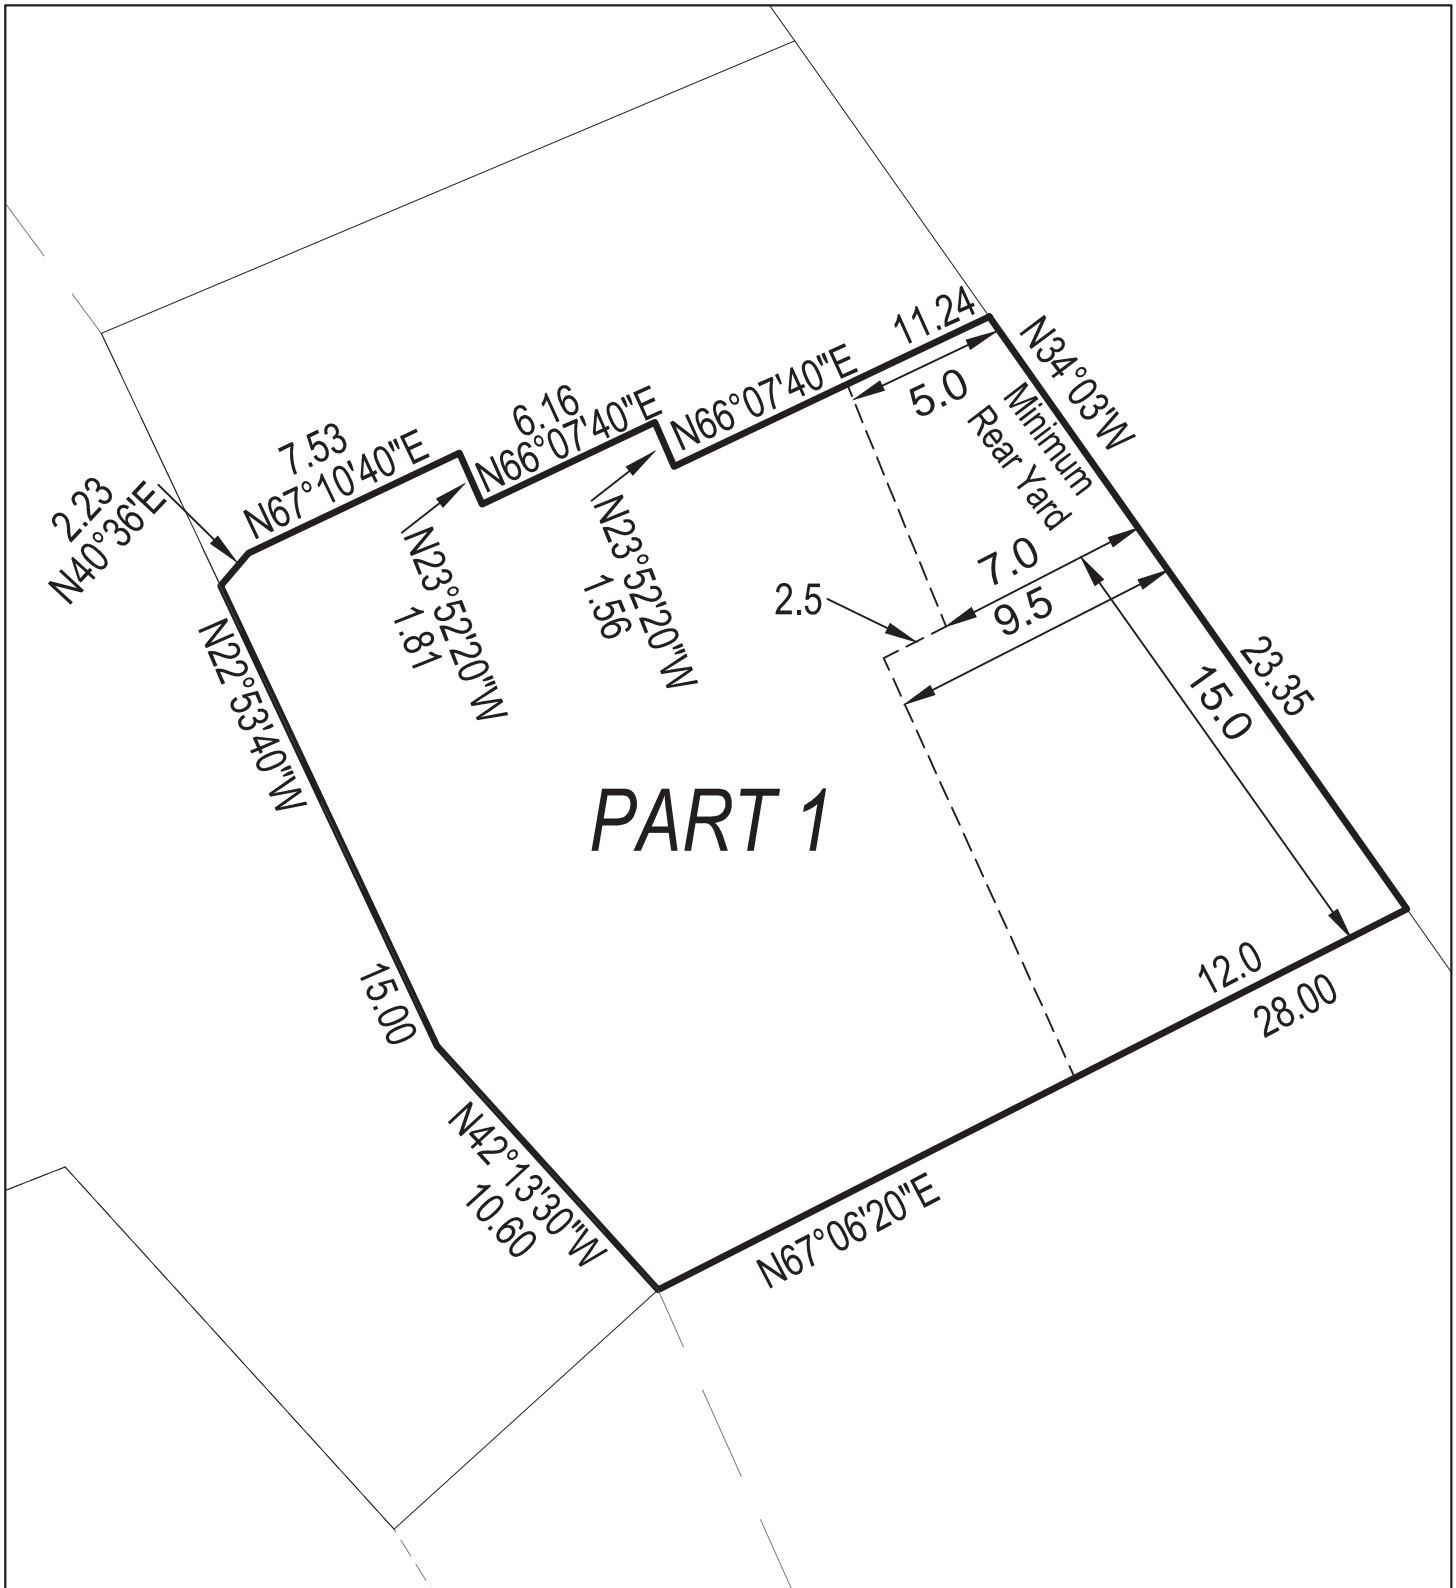 11.24
N34°03'W
5.0
Minimum
Rear Yard
6.16
N66°07'40"E
N66°07'40"E
7.53
N67°10'40"E
2.23
N40°36'E
N23°52'20"W
1.81
N23°52'20"W
1.56
7.0
2.5
9.5
23.35
15.0
N22°53'40"W
PART 1
15.00
12.0
28.00
N42°13'30"W
10.60
N67°06'20"E